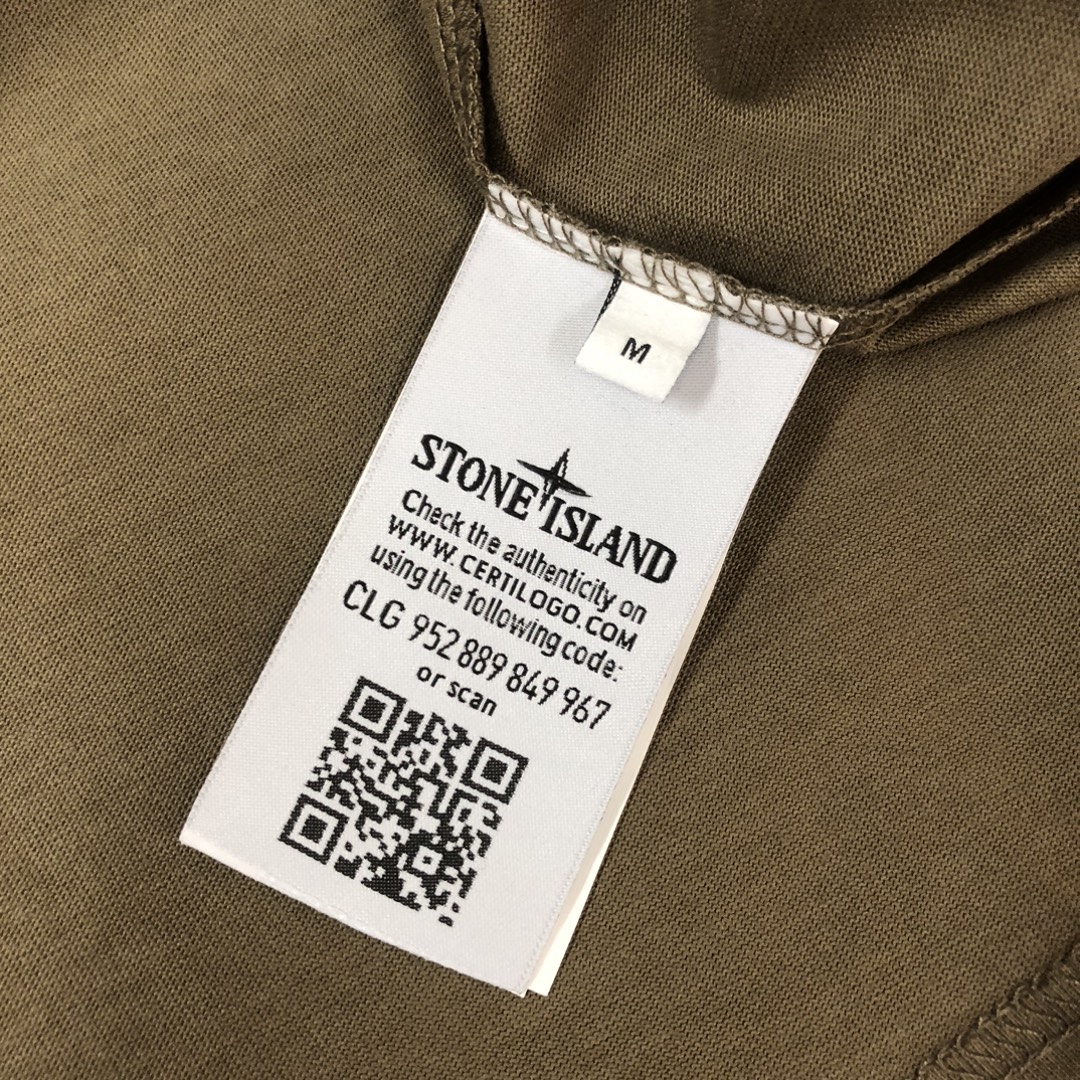 M
STONE ISLAND
Check the authenticity on
WWW.CERTILOGO.COM
using the following code:
CLG 952 889 849 967
or scan